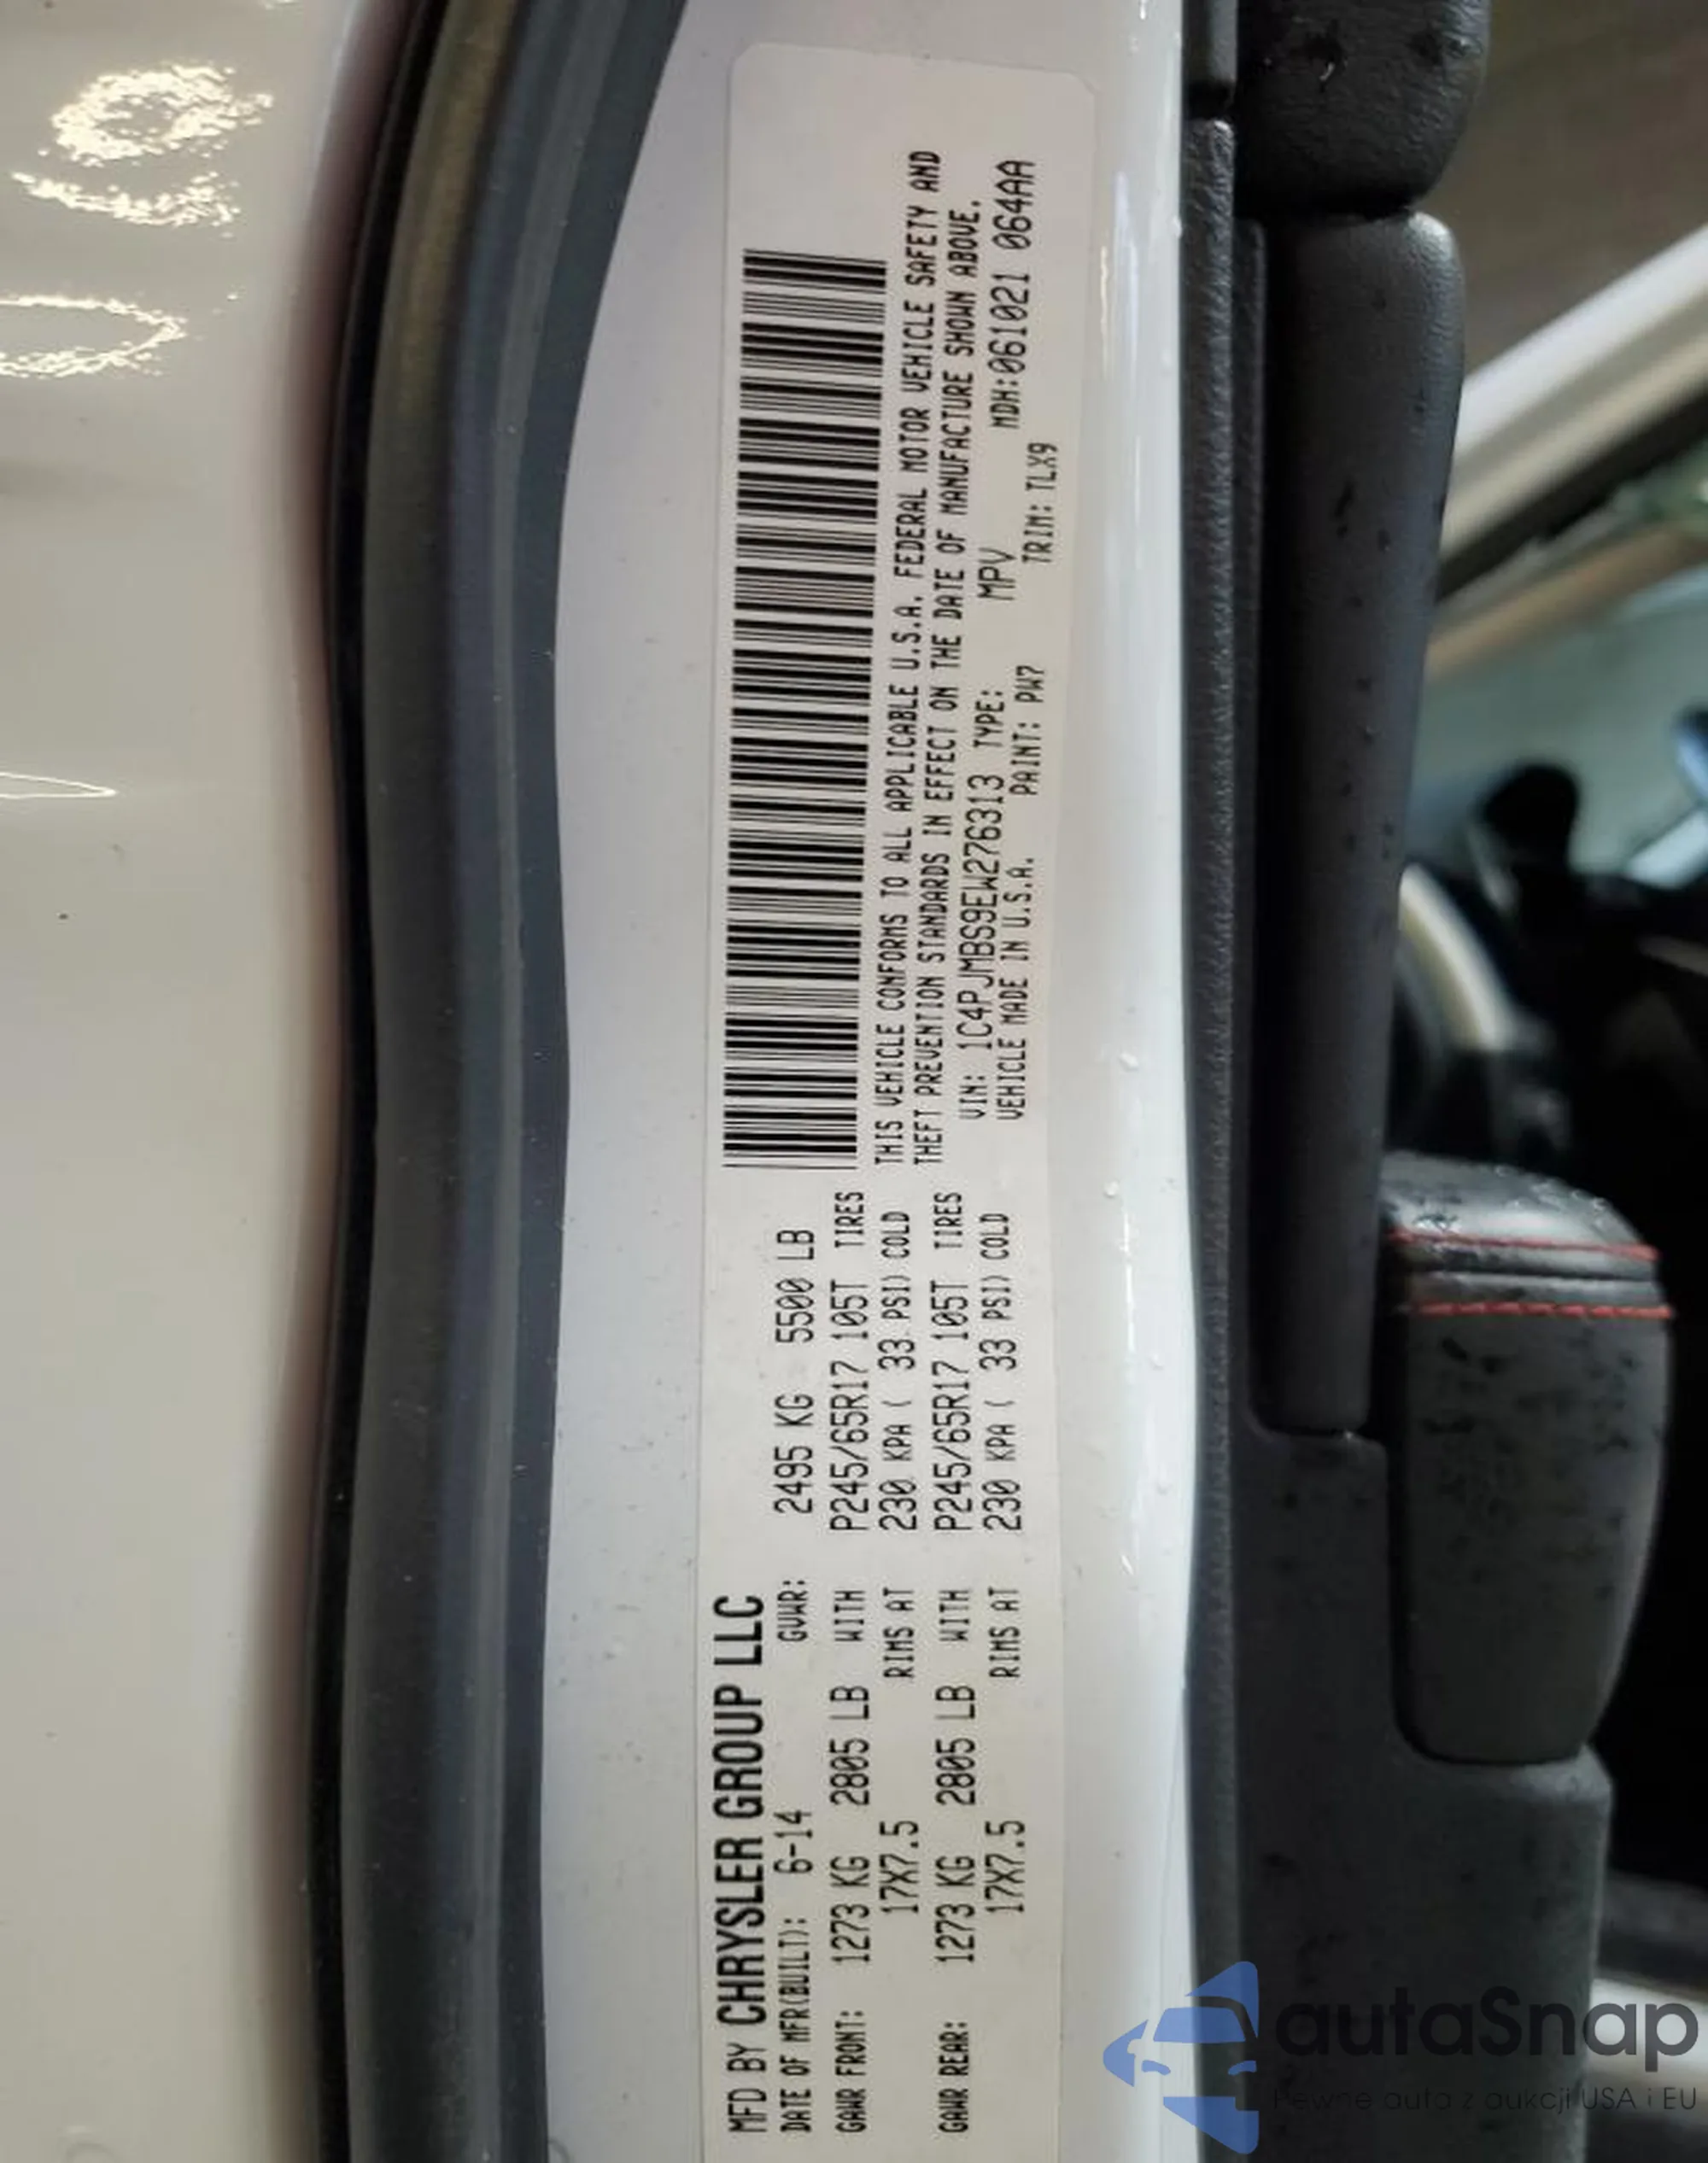 MFD BY CHRYSLER GROUP LLC
DATE OF MFR(BUILT): 6-14 GVWR: 2495 KG 5500 LB
GAWR FRONT: 1273 KG 2805 LB WITH P245/65R17 105T TIRES
17X7.5 RIMS AT 230 KPA ( 33 PSI) COLD
GAWR REAR: 1273 KG 2805 LB WITH P245/65R17 105T TIRES
17X7.5 RIMS AT 230 KPA ( 33 PSI) COLD
THIS VEHICLE CONFORMS TO ALL APPLICABLE U.S.A. FEDERAL MOTOR VEHICLE SAFETY AND
THEFT PREVENTION STANDARDS IN EFFECT ON THE DATE OF MANUFACTURE SHOWN ABOVE.
VIN: 1C4PJMBS9EW276313 TYPE: MPV MDH:061021 064AA
VEHICLE MADE IN U.S.A. PAINT: PW7 TRIM: TLX9
autaSnap
Pewne auta z aukcji USA i EU